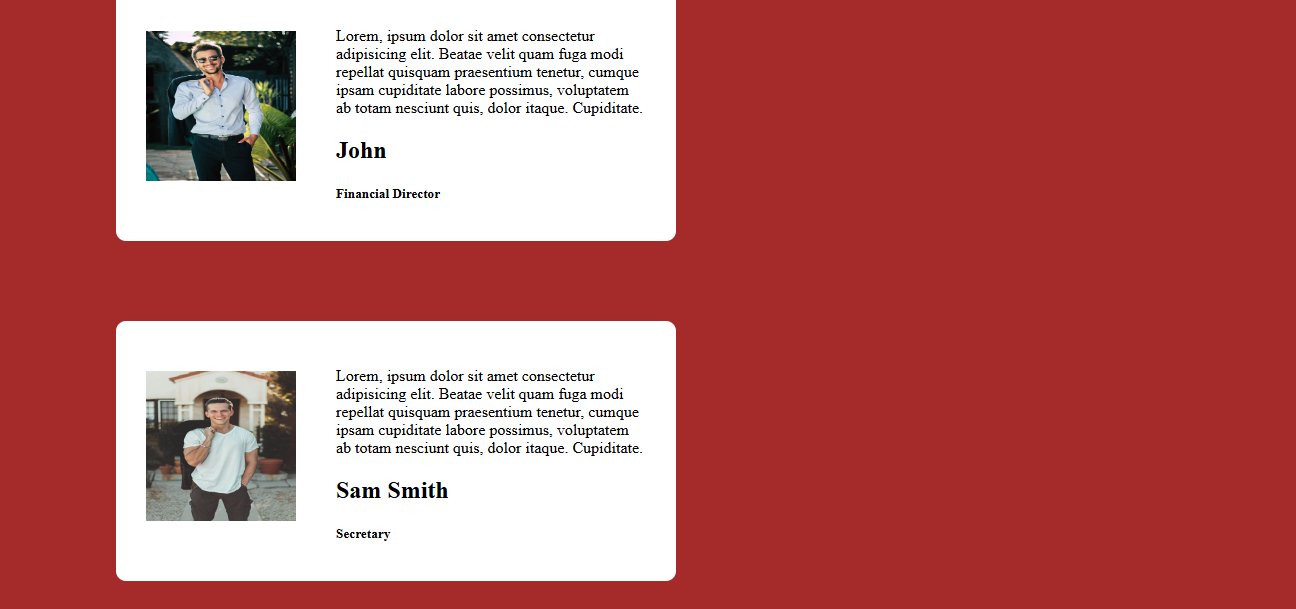 Lorem, ipsum dolor sit amet consectetur
adipisicing elit. Beatae velit quam fuga modi
repellat quisquam praesentium tenetur, cumque
ipsam cupiditate labore possimus, voluptatem
ab totam nesciunt quis, dolor itaque. Cupiditate.
John
Financial Director
Lorem, ipsum dolor sit amet consectetur
adipisicing elit. Beatae velit quam fuga modi
repellat quisquam praesentium tenetur, cumque
ipsam cupiditate labore possimus, voluptatem
ab totam nesciunt quis, dolor itaque. Cupiditate.
Sam Smith
Secretary